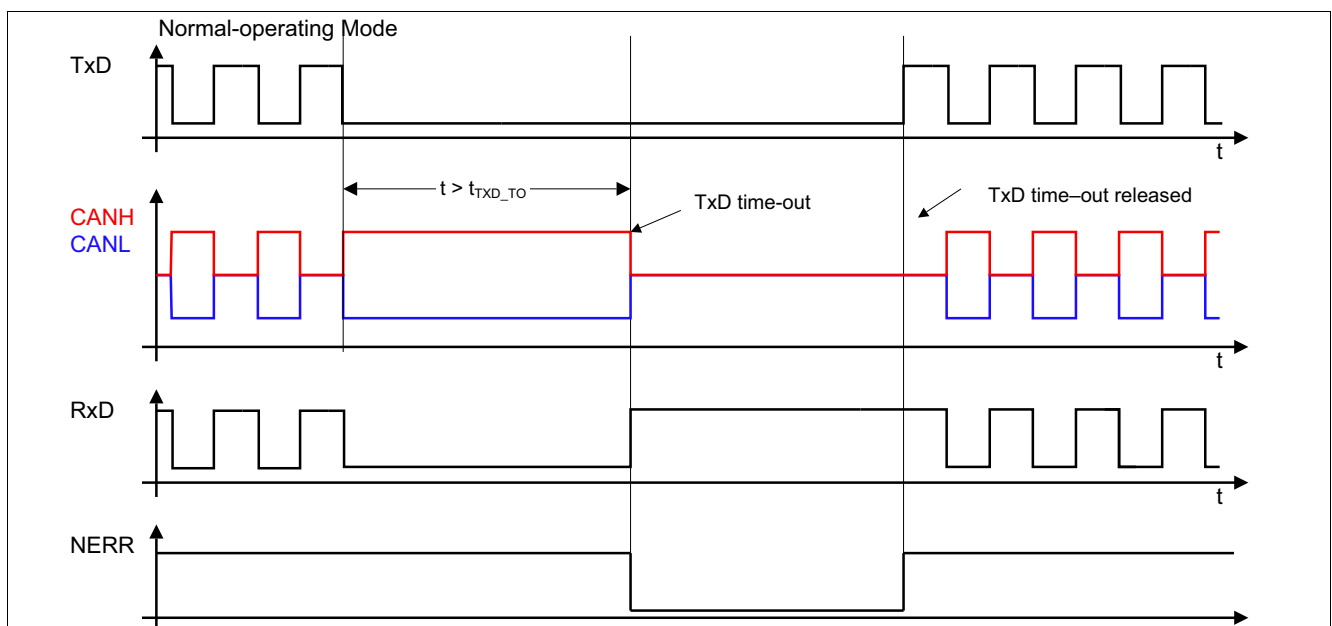 Normal-operating Mode
TxD
t
t > tTXD_TO
TxD time-out
TxD time–out released
CANH
CANL
t
RxD
t
NERR